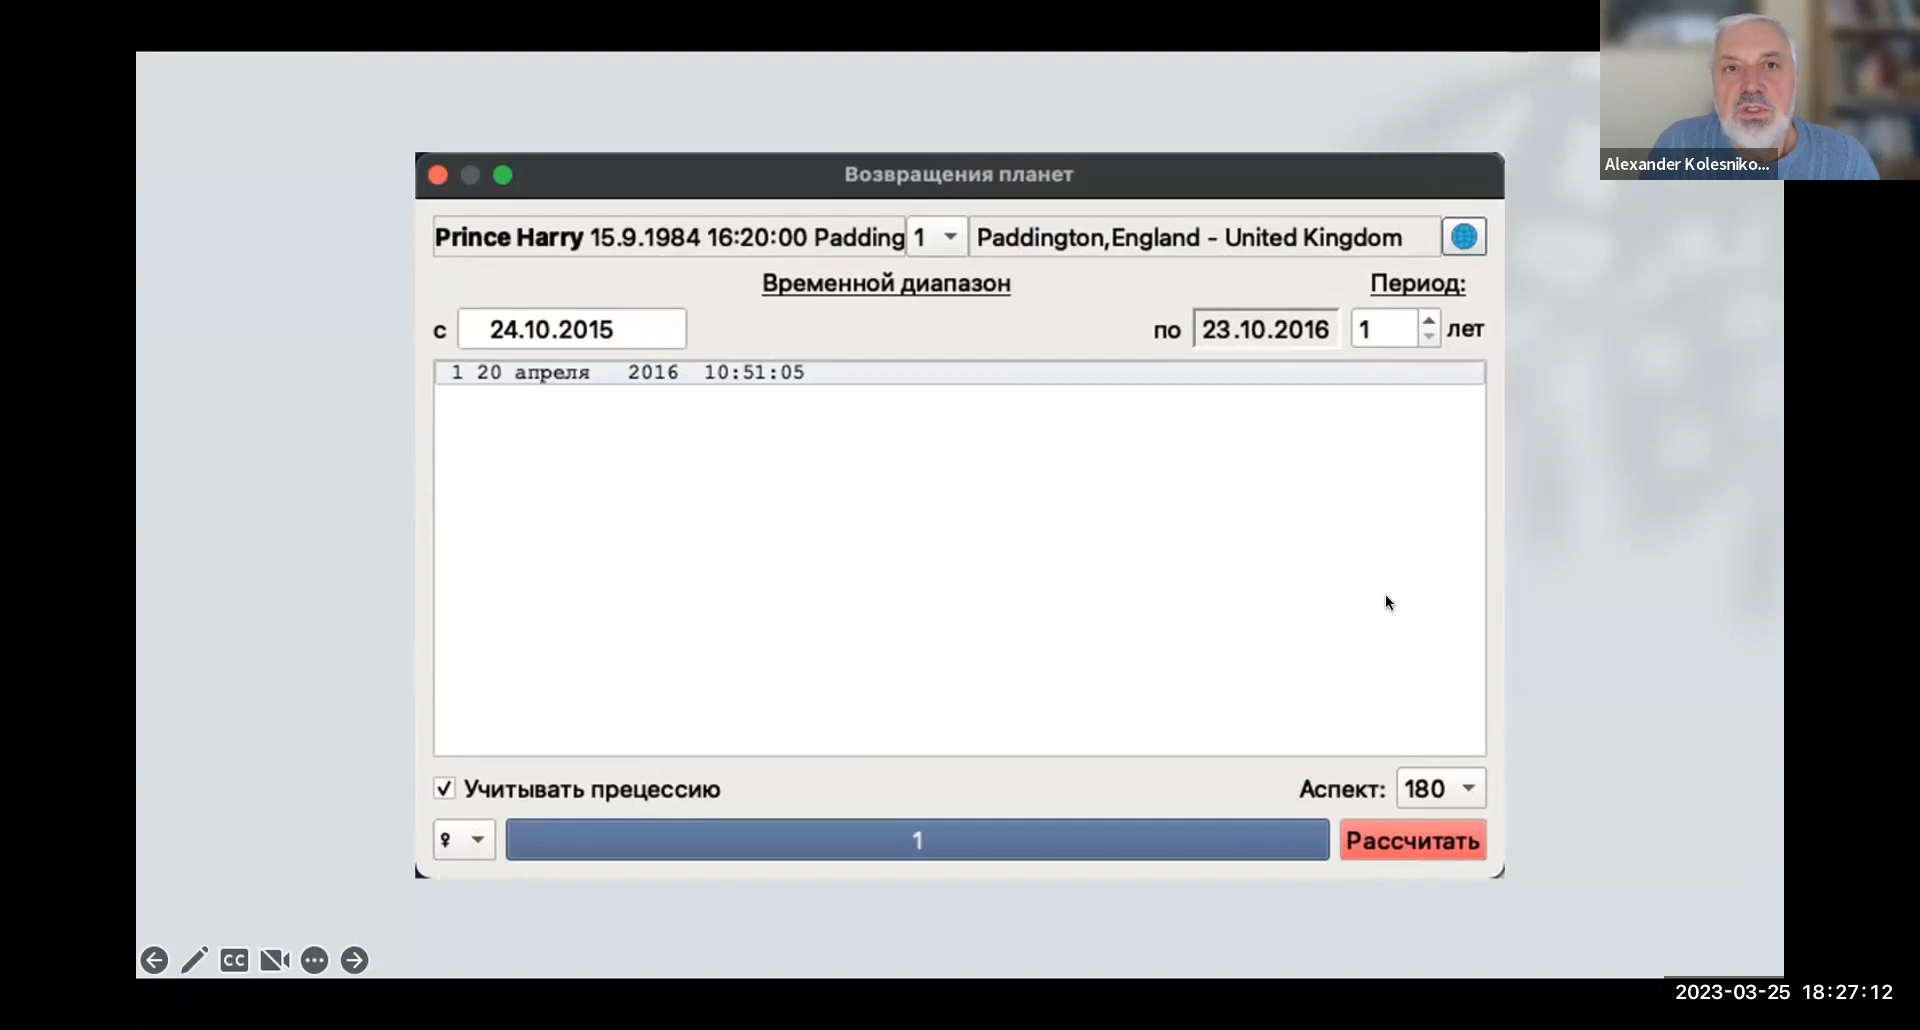 Alexander Kolesniko...
Возвращения планет
Prince Harry 15.9.1984 16:20:00 Padding 1 Paddington,England - United Kingdom
Временной диапазон Период:
с 24.10.2015 по 23.10.2016 1 лет
1 20 апреля 2016 10:51:05
Учитывать прецессию Аспект: 180
♀ 1 Рассчитать
CC
2023-03-25 18:27:12